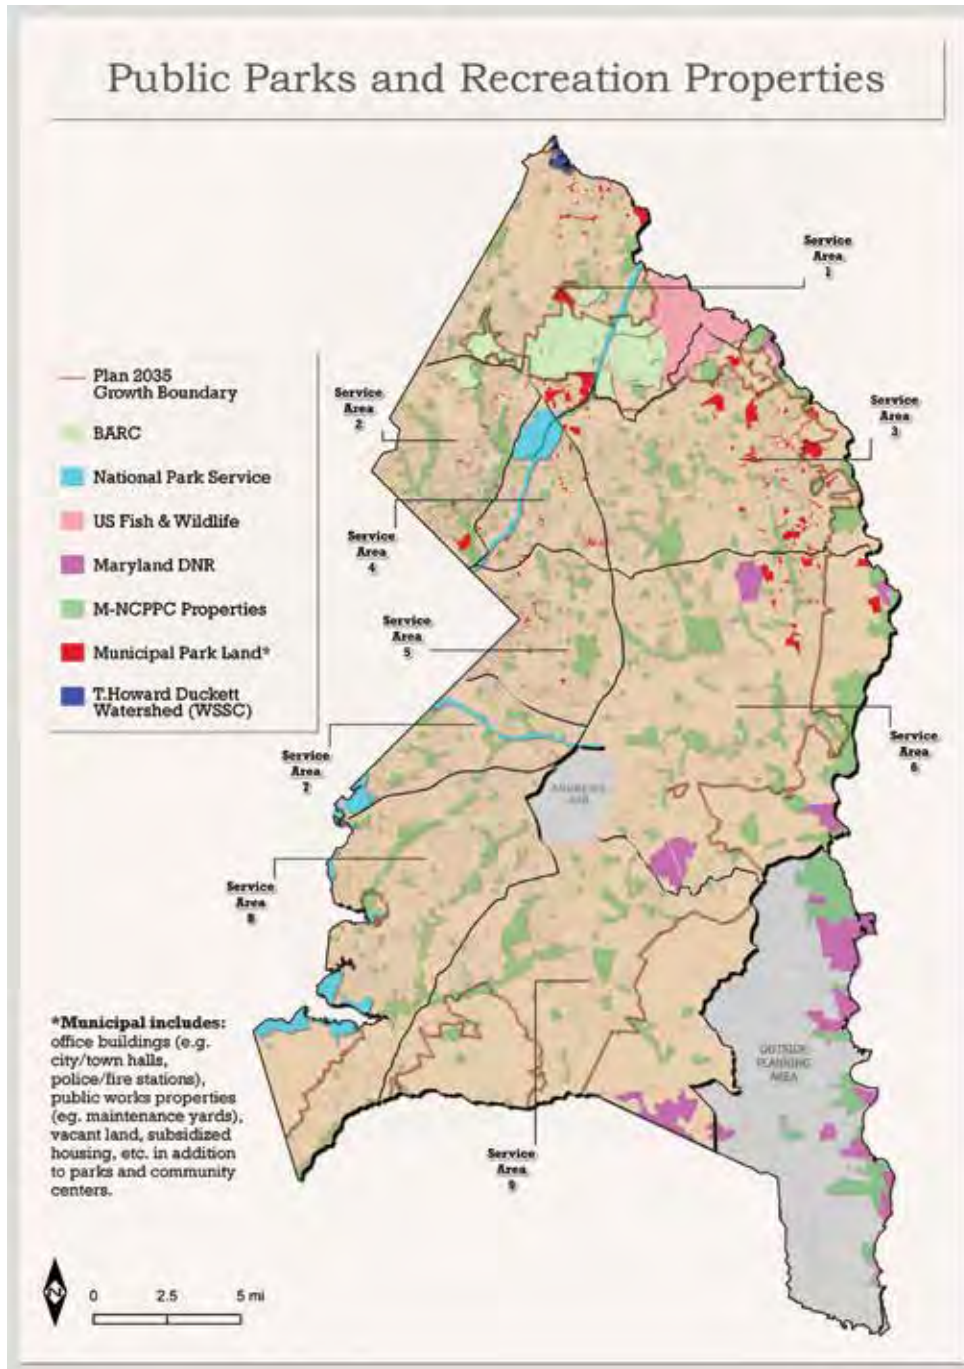 Public Parks and Recreation Properties
Service
Area
1
Plan 2035
Growth Boundary
BARC
National Park Service
US Fish & Wildlife
Maryland DNR
M-NCPPC Properties
Municipal Park Land*
T.Howard Duckett
Watershed (WSSC)
Service
Area
2
Service
Area
3
Service
Area
4
Service
Area
5
Service
Area
6
Service
Area
7
ANDREWS
AFB
Service
Area
8
*Municipal includes:
office buildings (e.g.
city/town halls,
police/fire stations),
public works properties
(eg. maintenance yards),
vacant land, subsidized
housing, etc. in addition
to parks and community
centers.
OUTSIDE
PLANNING
AREA
Service
Area
9
N
0 2.5 5 mi